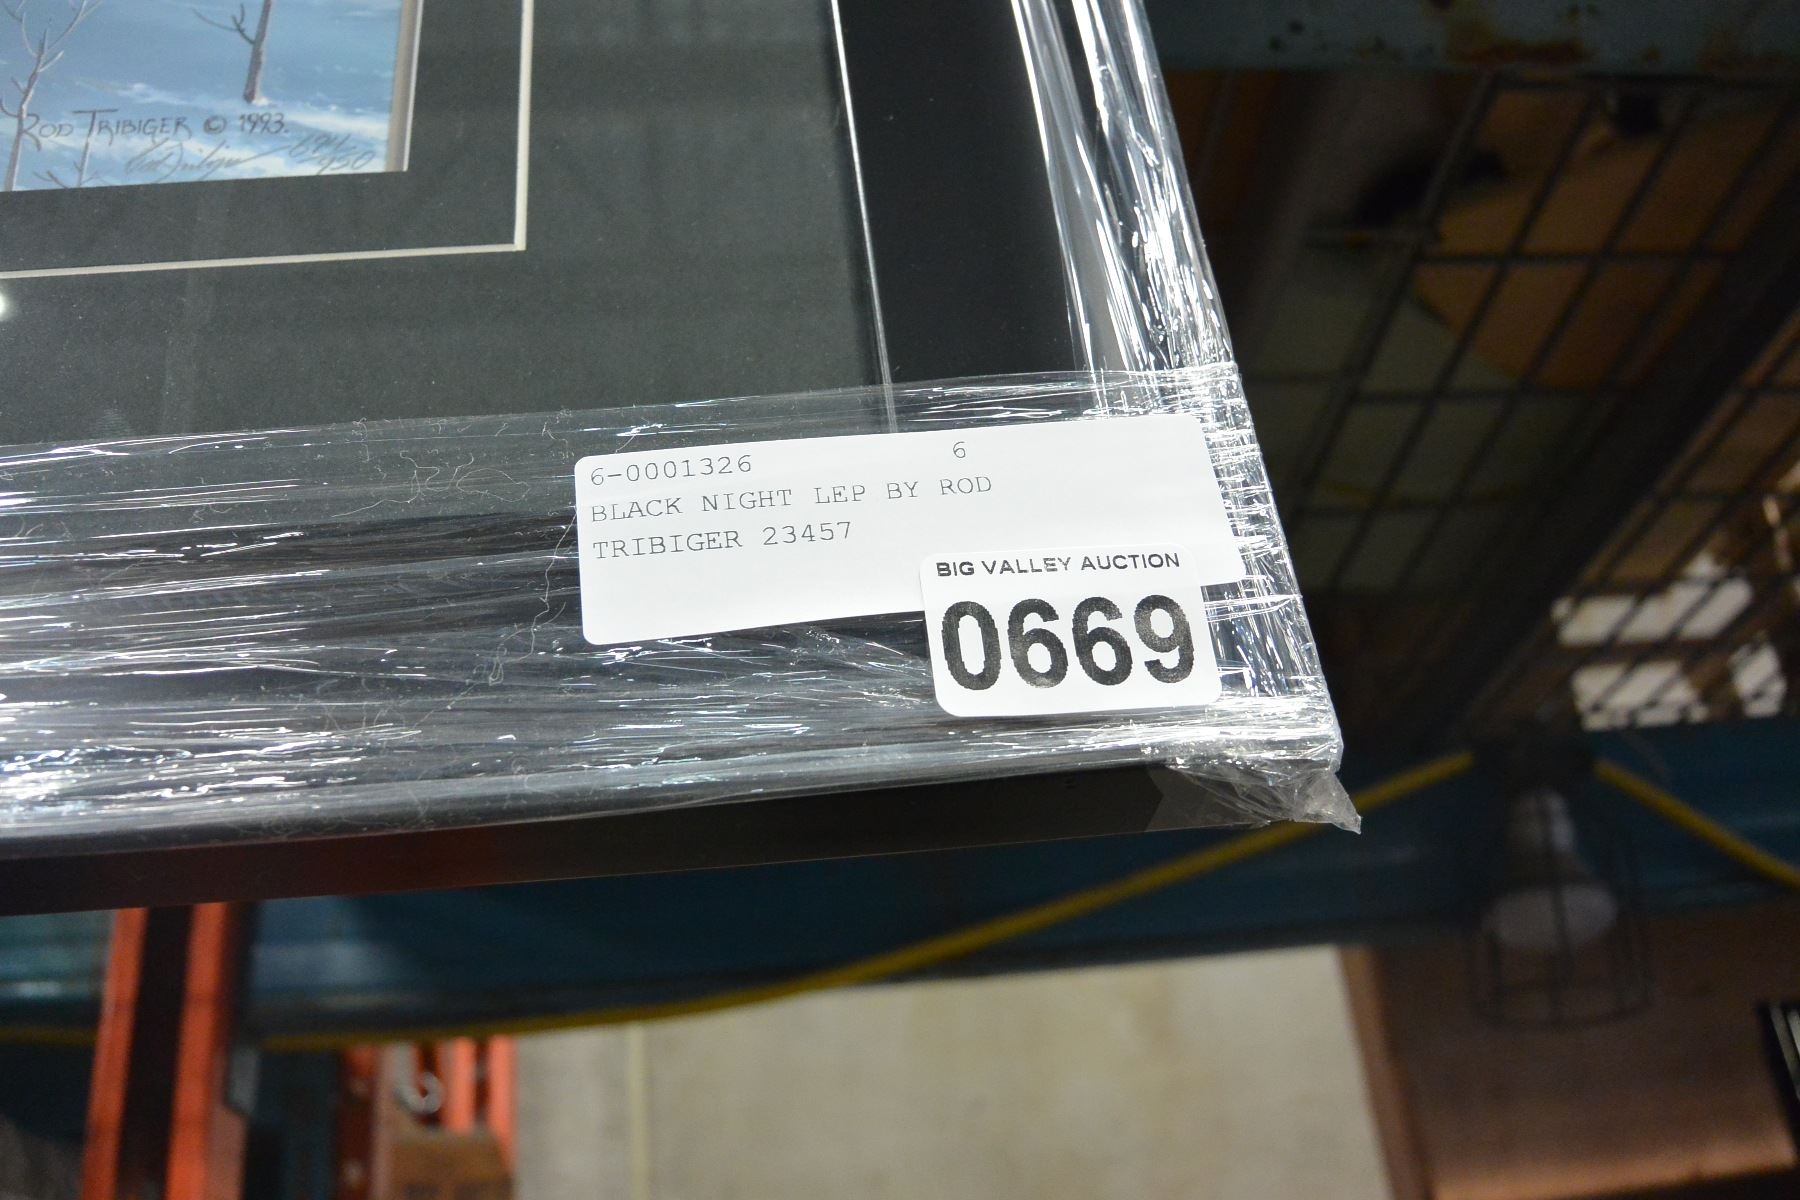 ROD TRIBIGER © 1993.
6-0001326 6
BLACK NIGHT LEP BY ROD
TRIBIGER 23457
BIG VALLEY AUCTION
0669